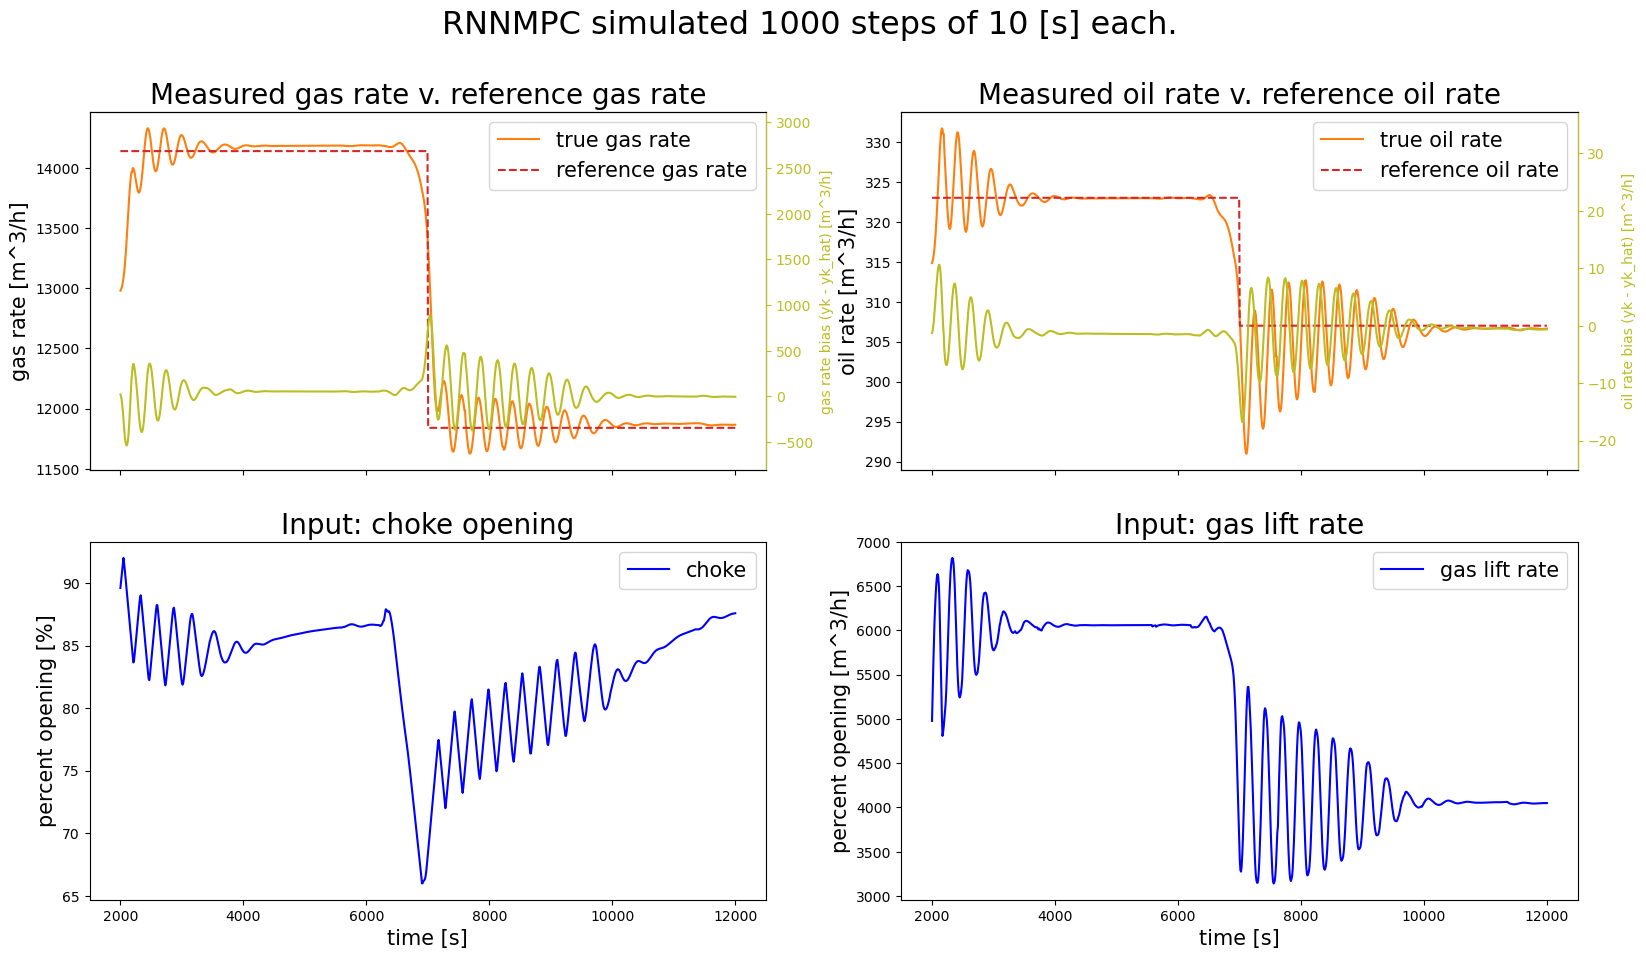 RNNMPC simulated 1000 steps of 10 [s] each.
Measured gas rate v. reference gas rate
true gas rate
reference gas rate
gas rate [m^3/h]
14000
13500
13000
12500
12000
11500
3000
2500
2000
1500
1000
500
0
−500
gas rate bias (yk - yk_hat) [m^3/h]
Measured oil rate v. reference oil rate
true oil rate
reference oil rate
oil rate [m^3/h]
330
325
320
315
310
305
300
295
290
30
20
10
0
−10
−20
oil rate bias (yk - yk_hat) [m^3/h]
Input: choke opening
choke
percent opening [%]
90
85
80
75
70
65
2000 4000 6000 8000 10000 12000
time [s]
Input: gas lift rate
gas lift rate
percent opening [m^3/h]
7000
6500
6000
5500
5000
4500
4000
3500
3000
2000 4000 6000 8000 10000 12000
time [s]